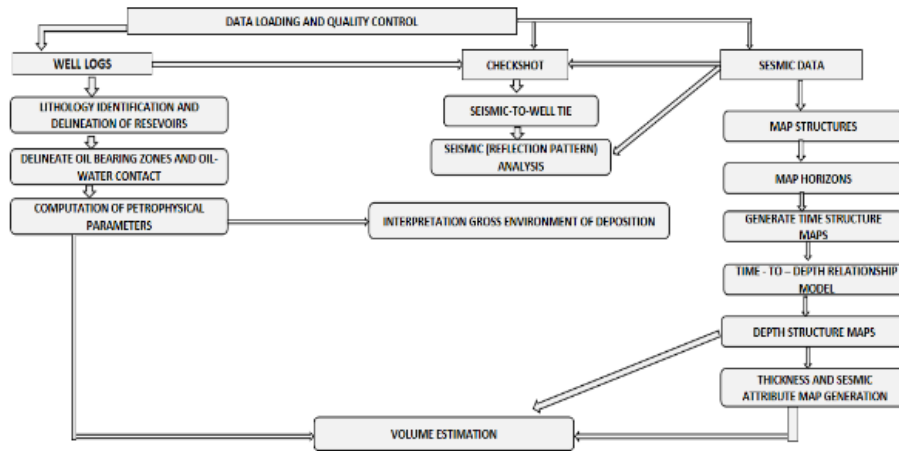 DATA LOADING AND QUALITY CONTROL
WELL LOGS
CHECKSHOT
SESMIC DATA
LITHOLOGY IDENTIFICATION AND
DELINEATION OF RESEVOIRS
SEISMIC-TO-WELL TIE
MAP STRUCTURES
SEISMIC (REFLECTION PATTERN)
ANALYSIS
DELINEATE OIL BEARING ZONES AND OIL-
WATER CONTACT
MAP HORIZONS
COMPUTATION OF PETROPHYSICAL
PARAMETERS
INTERPRETATION GROSS ENVIRONMENT OF DEPOSITION
GENERATE TIME STRUCTURE
MAPS
TIME - TO – DEPTH RELATIONSHIP
MODEL
DEPTH STRUCTURE MAPS
THICKNESS AND SESMIC
ATTRIBUTE MAP GENERATION
VOLUME ESTIMATION